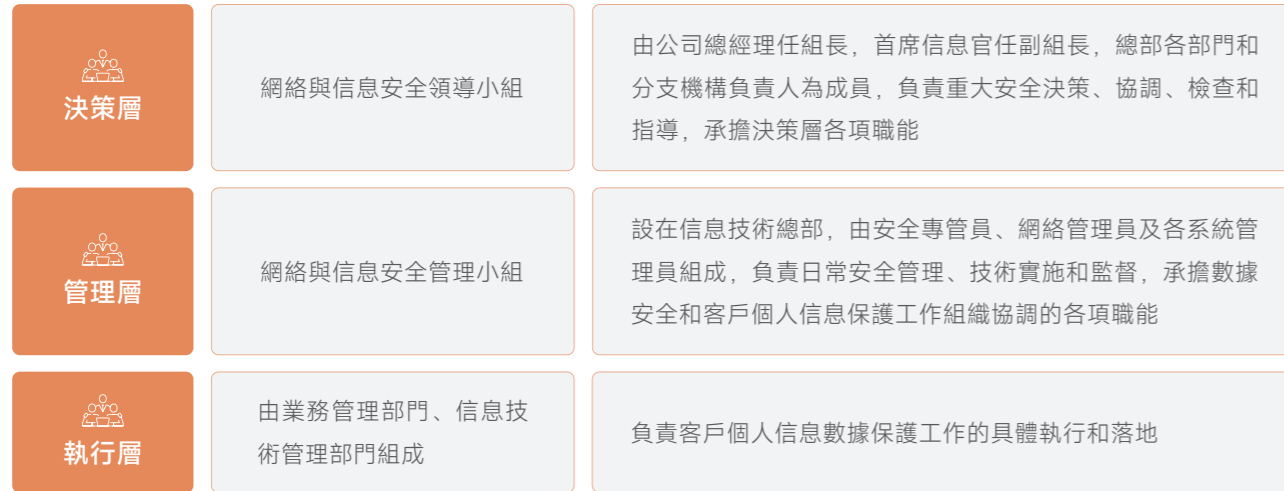 決策層
網絡與信息安全領導小組
由公司總經理任組長，首席信息官任副組長，總部各部門和
分支機構負責人為成員，負責重大安全決策、協調、檢查和
指導，承擔決策層各項職能
管理層
網絡與信息安全管理小組
設在信息技術總部，由安全專管員、網絡管理員及各系統管
理員組成，負責日常安全管理、技術實施和監督，承擔數據
安全和客戶個人信息保護工作組織協調的各項職能
執行層
由業務管理部門、信息技
術管理部門組成
負責客戶個人信息數據保護工作的具體執行和落地